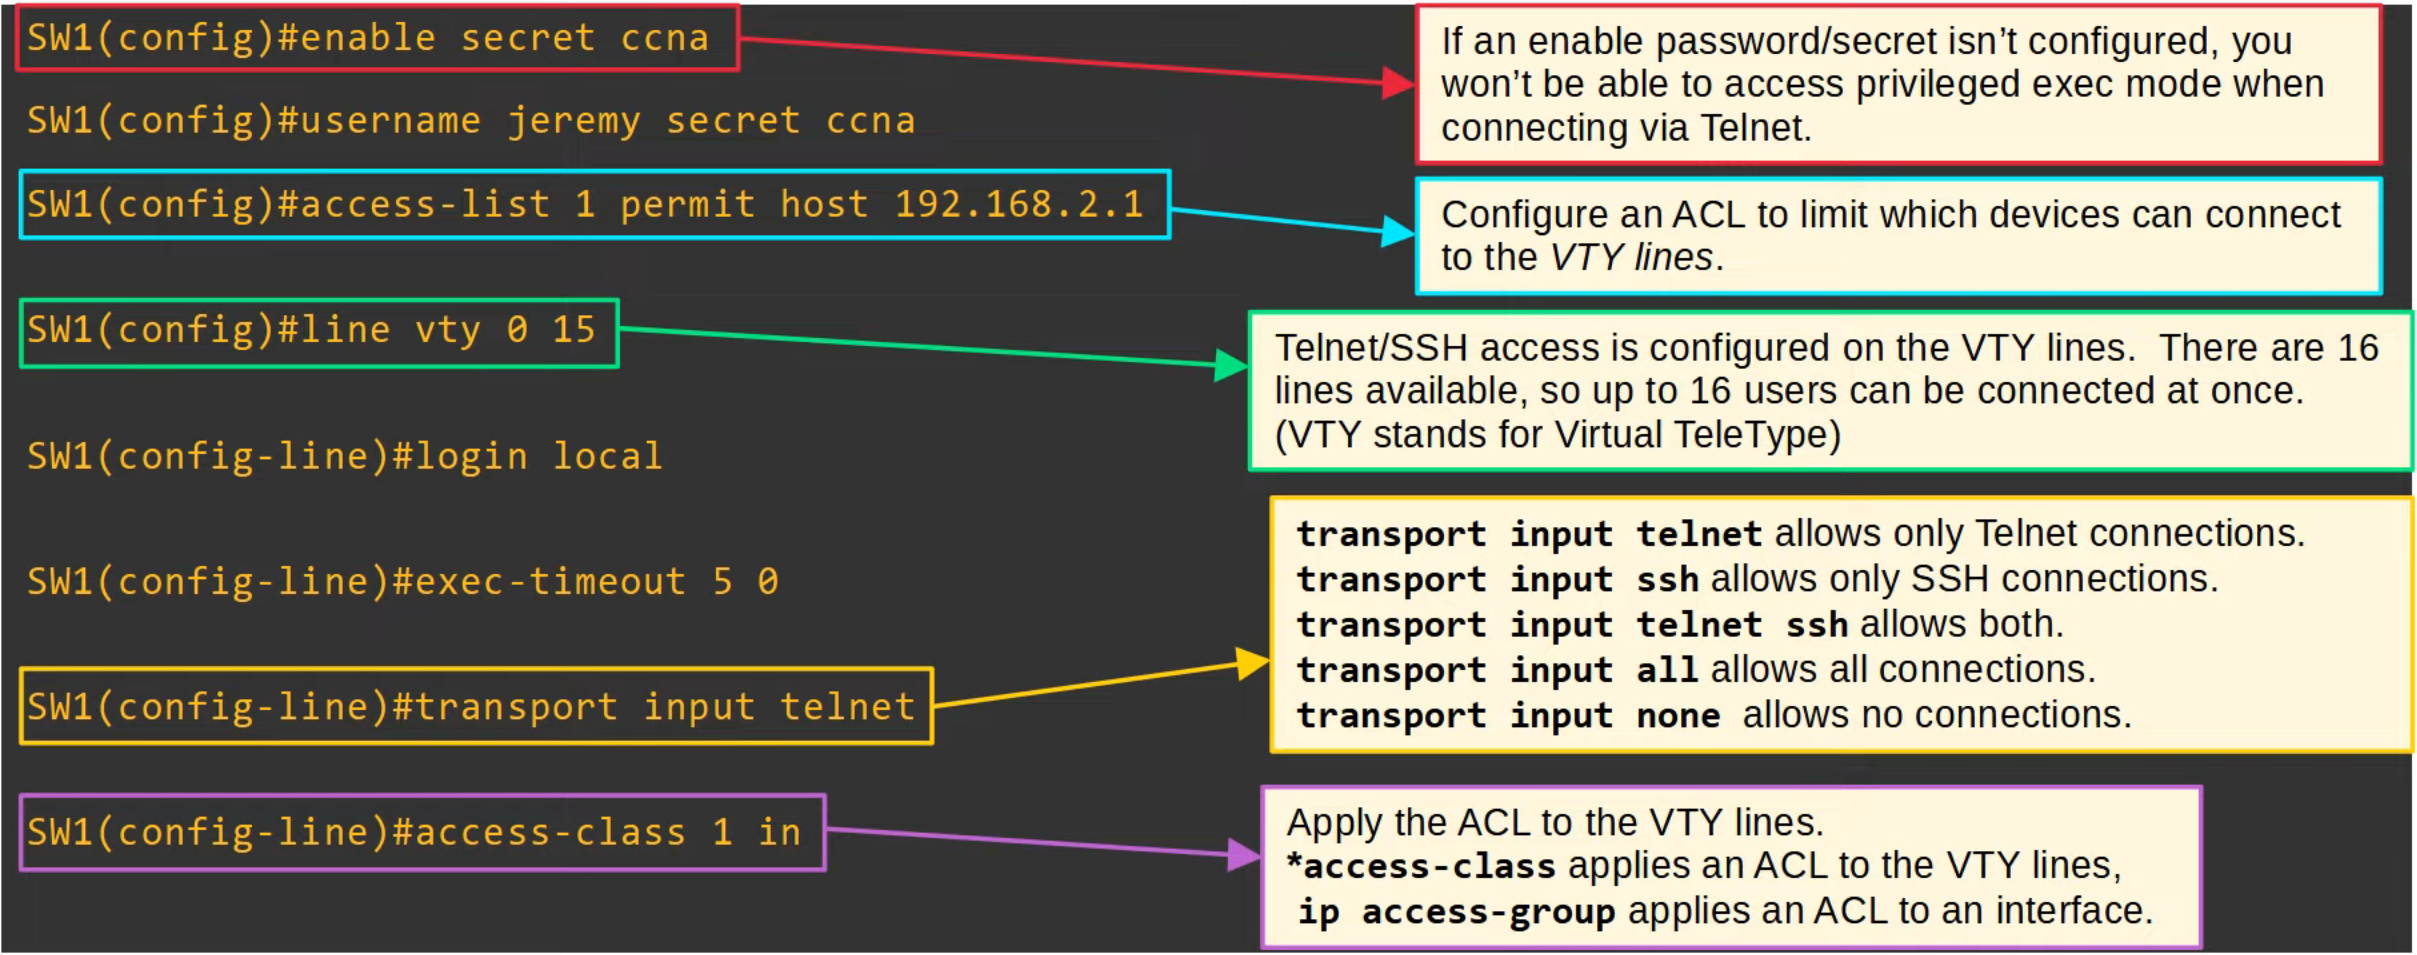 SW1(config)#enable secret ccna
If an enable password/secret isn’t configured, you
won’t be able to access privileged exec mode when
connecting via Telnet.
SW1(config)#username jeremy secret ccna
SW1(config)#access-list 1 permit host 192.168.2.1
Configure an ACL to limit which devices can connect
to the VTY lines.
SW1(config)#line vty 0 15
Telnet/SSH access is configured on the VTY lines.  There are 16
lines available, so up to 16 users can be connected at once.
(VTY stands for Virtual TeleType)
SW1(config-line)#login local
SW1(config-line)#exec-timeout 5 0
SW1(config-line)#transport input telnet
transport input telnet allows only Telnet connections.
transport input ssh allows only SSH connections.
transport input telnet ssh allows both.
transport input all allows all connections.
transport input none allows no connections.
SW1(config-line)#access-class 1 in
Apply the ACL to the VTY lines.
*access-class applies an ACL to the VTY lines,
ip access-group applies an ACL to an interface.